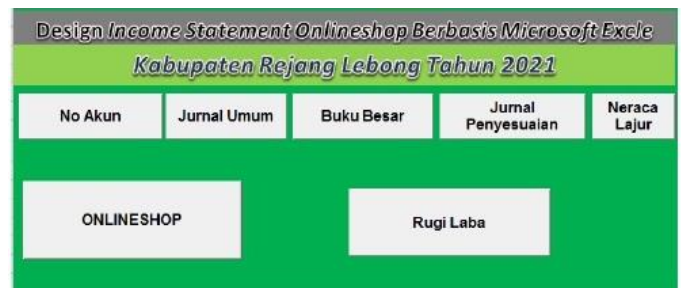 Design Income Statement Onlineshop Berbasis Microsoft Excle
Kabupaten Rejang Lebong Tahun 2021
No Akun
Jurnal Umum
Buku Besar
Jurnal
Penyesuaian
Neraca
Lajur
ONLINESHOP
Rugi Laba